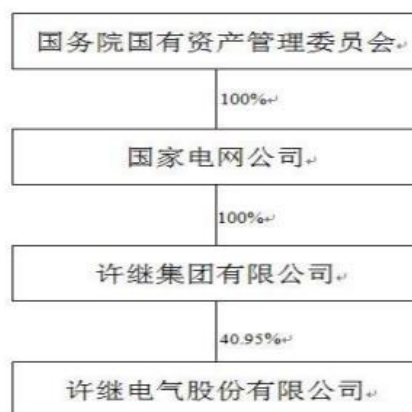 国务院国有资产管理委员会
100%
国家电网公司
100%
许继集团有限公司
40.95%
许继电气股份有限公司